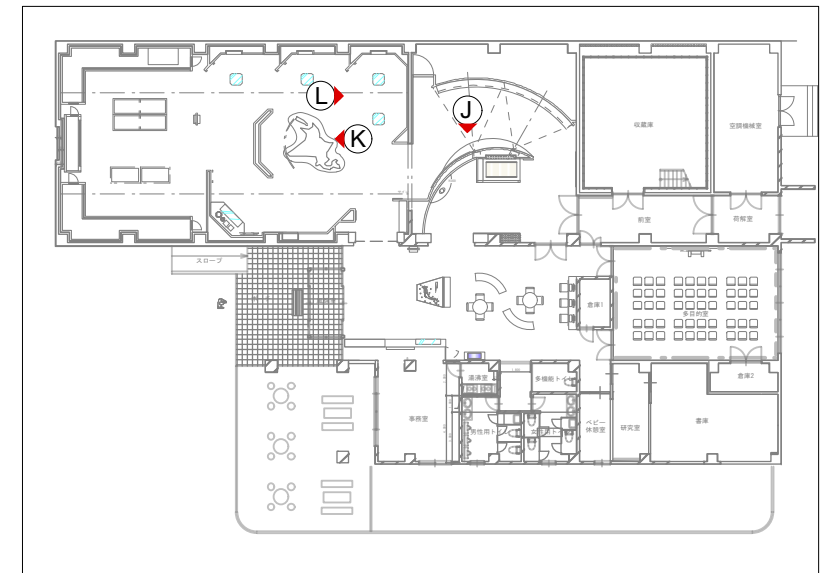 L
J
K
収蔵庫
空調機械室
前室
荷解室
スロープ
倉庫1
多目的室
倉庫2
湯沸室
多機能トイレ
事務室
男性用トイレ
女性用トイレ
ベビー
休憩室
研究室
書庫